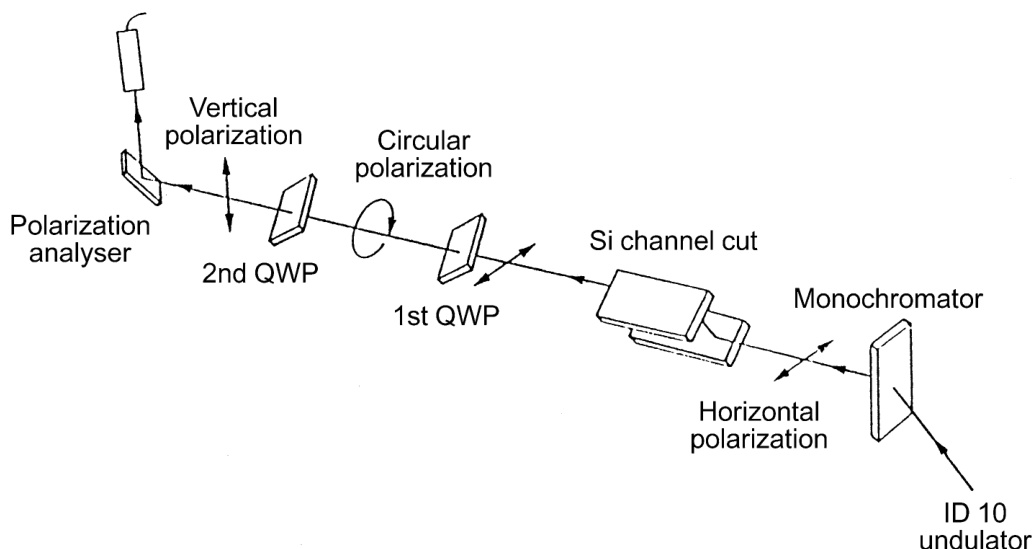 Vertical
polarization
Circular
polarization
Polarization
analyser
2nd QWP
1st QWP
Si channel cut
Monochromator
Horizontal
polarization
ID 10
undulator